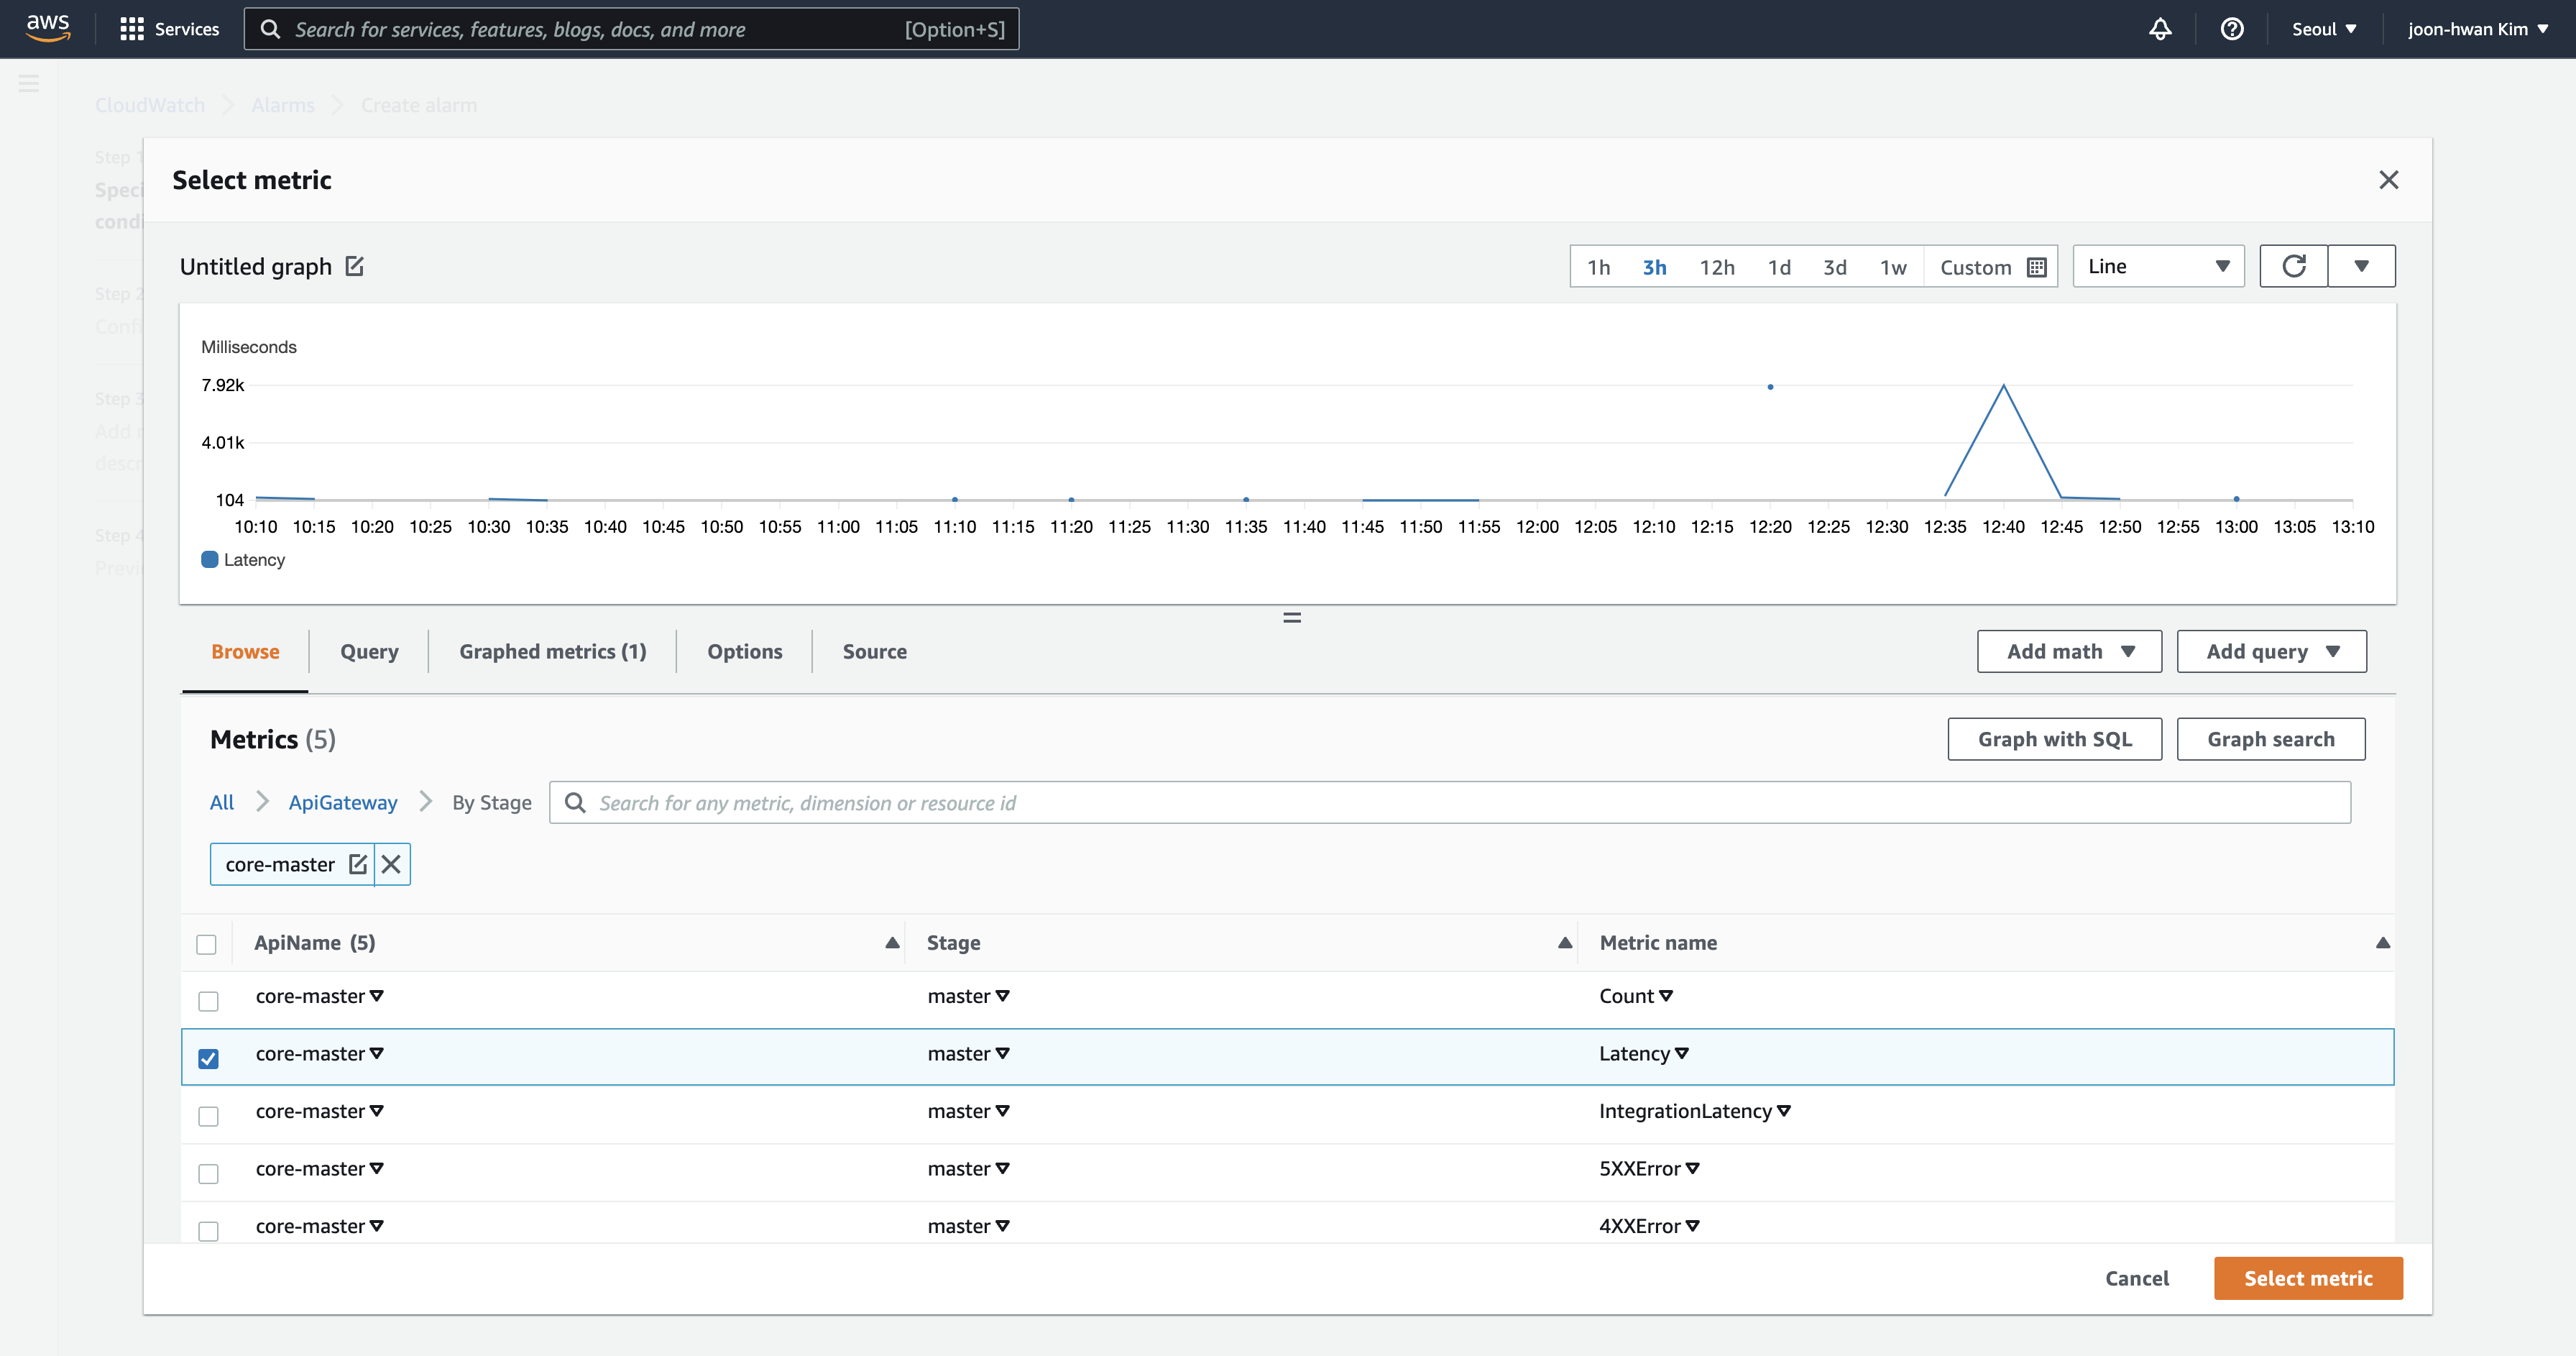 aws Services Search for services, features, blogs, docs, and more [Option+S] Seoul ▼ joon-hwan Kim ▼
CloudWatch > Alarms > Create alarm
Step 1
Speci
condi
Step 2
Confi
Step 3
Add n
descr
Step 4
Previ
Select metric
Untitled graph 1h 3h 12h 1d 3d 1w Custom Line
Milliseconds
7.92k
4.01k
104
10:10 10:15 10:20 10:25 10:30 10:35 10:40 10:45 10:50 10:55 11:00 11:05 11:10 11:15 11:20 11:25 11:30 11:35 11:40 11:45 11:50 11:55 12:00 12:05 12:10 12:15 12:20 12:25 12:30 12:35 12:40 12:45 12:50 12:55 13:00 13:05 13:10
Latency
Browse Query Graphed metrics (1) Options Source Add math Add query
Metrics (5) Graph with SQL Graph search
All > ApiGateway > By Stage Search for any metric, dimension or resource id
core-master
ApiName (5) Stage Metric name
core-master master Count
core-master master Latency
core-master master IntegrationLatency
core-master master 5XXError
core-master master 4XXError
Cancel Select metric